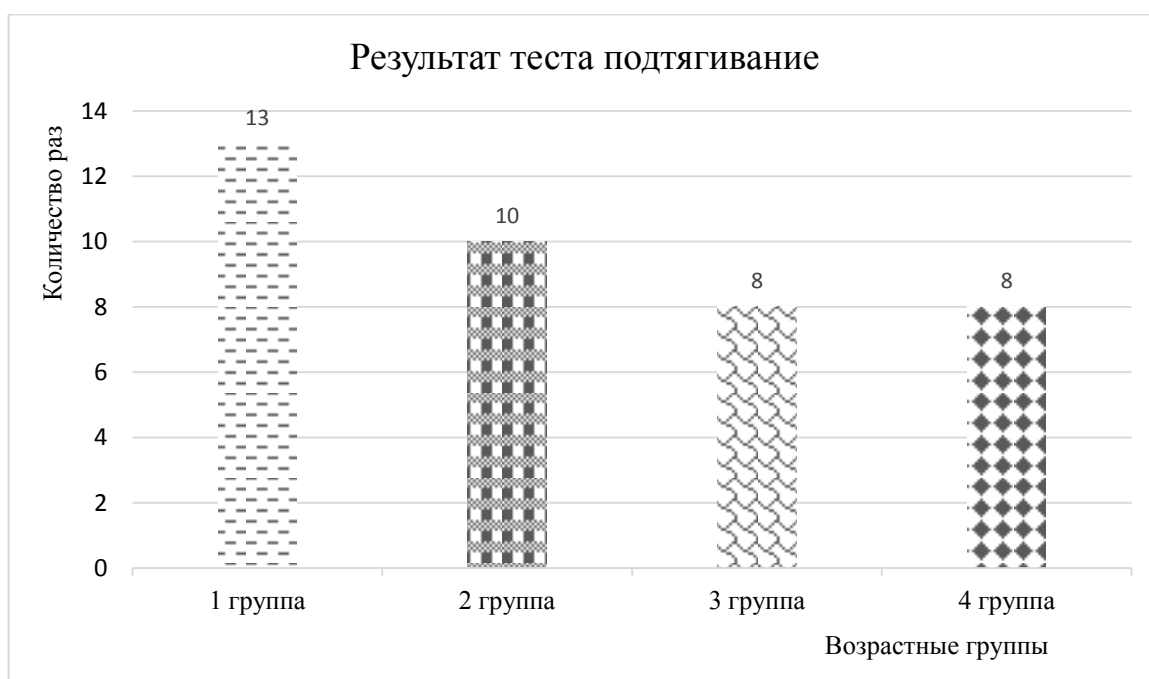 Результат теста подтягивание
Количество раз
14
12
10
8
6
4
2
0
13
10
8
8
1 группа
2 группа
3 группа
4 группа
Возрастные группы